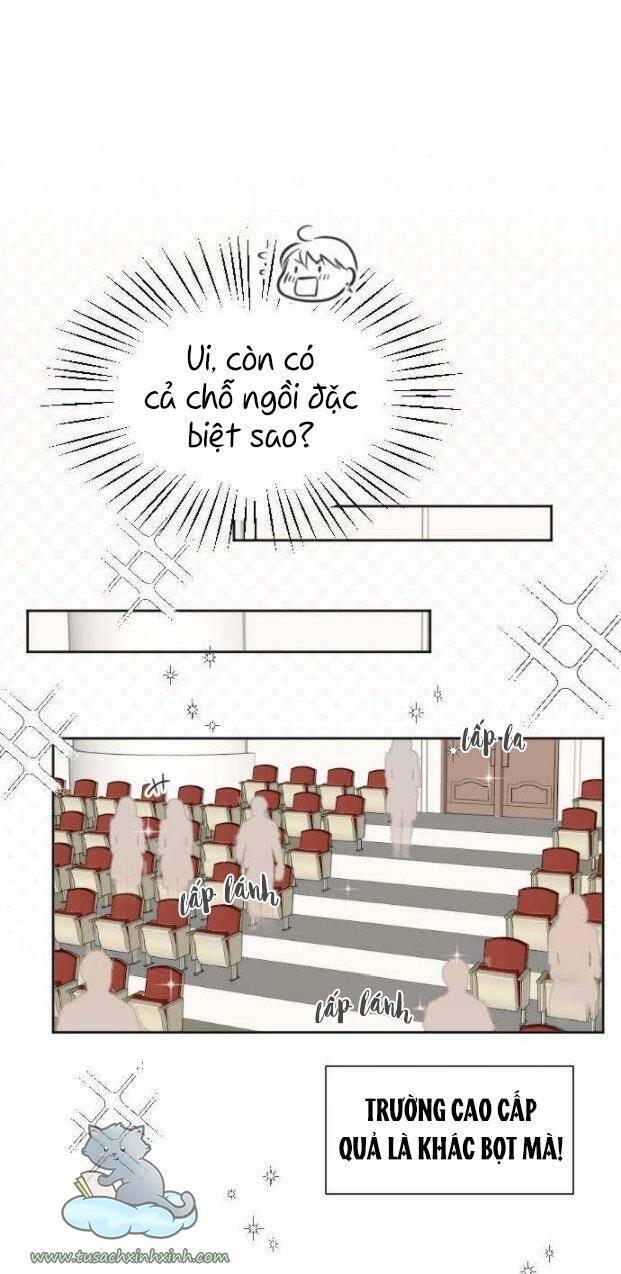 Ui, còn có
cả chỗ ngồi đặc
biệt sao?
lấp la
lấp lánh
lấp lánh
TRƯỜNG CAO CẤP
QUẢ LÀ KHÁC BỌT MÀ!
www.tusachxinhxinh.com